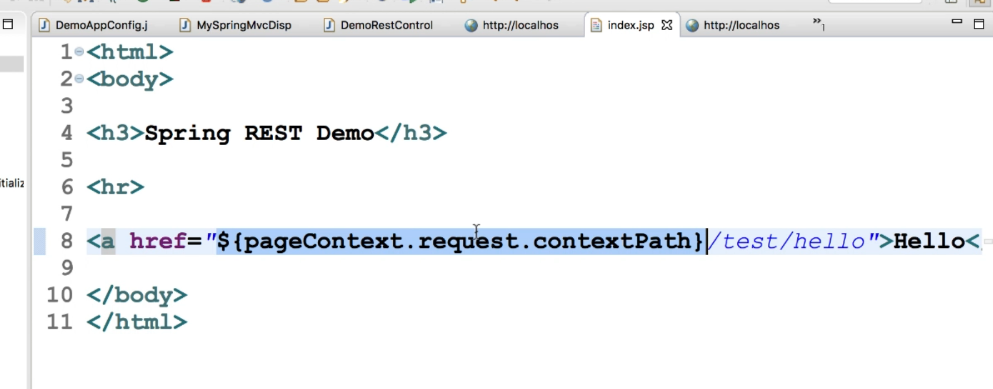 DemoAppConfig.j MySpringMvcDisp DemoRestControl http://localhos index.jsp http://localhos »1
1 <html>
2 <body>
3
4 <h3>Spring REST Demo</h3>
5
itializ
6 <hr>
7
8 <a href="${pageContext.request.contextPath}/test/hello">Hello<
9
10 </body>
11 </html>